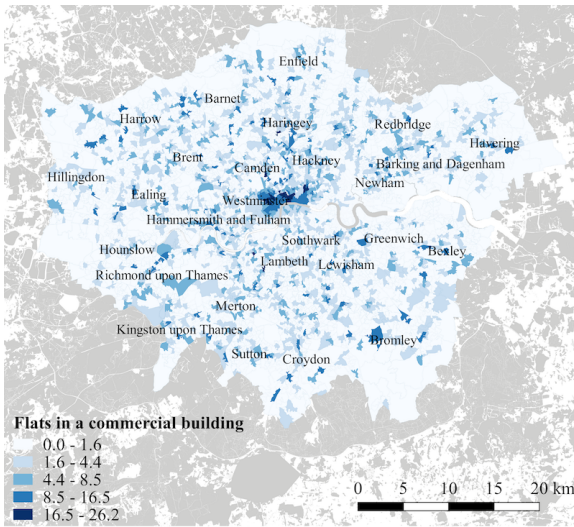 Enfield
Barnet
Harrow
Haringey
Redbridge
Havering
Brent
Camden
Hackney
Barking and Dagenham
Hillingdon
Ealing
Newham
Westminster
Hammersmith and Fulham
Hounslow
Southwark
Greenwich
Bexley
Richmond upon Thames
Lambeth
Lewisham
Merton
Kingston upon Thames
Bromley
Sutton
Croydon
Flats in a commercial building
0.0 - 1.6
1.6 - 4.4
4.4 - 8.5
8.5 - 16.5
16.5 - 26.2
0 5 10 15 20 km